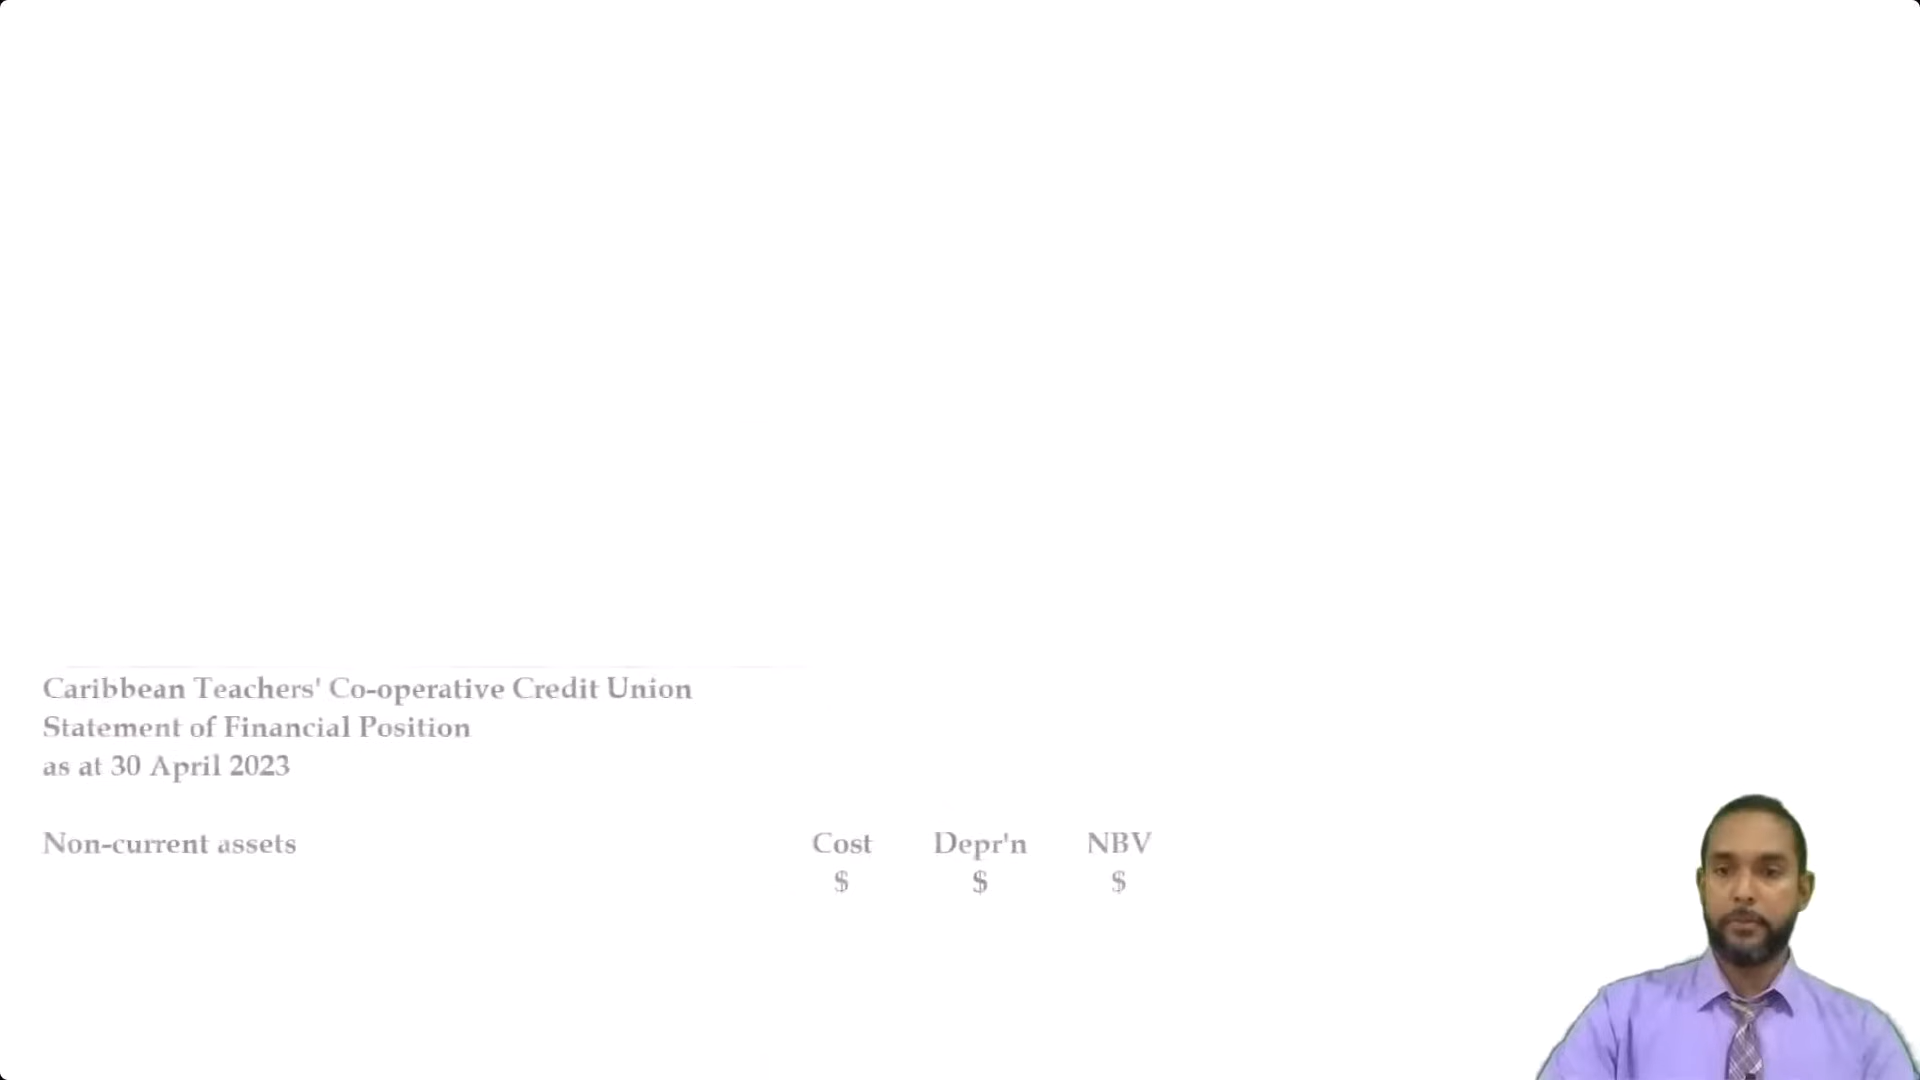 Caribbean Teachers' Co-operative Credit Union
Statement of Financial Position
as at 30 April 2023
Non-current assets Cost Depr'n NBV
$ $ $